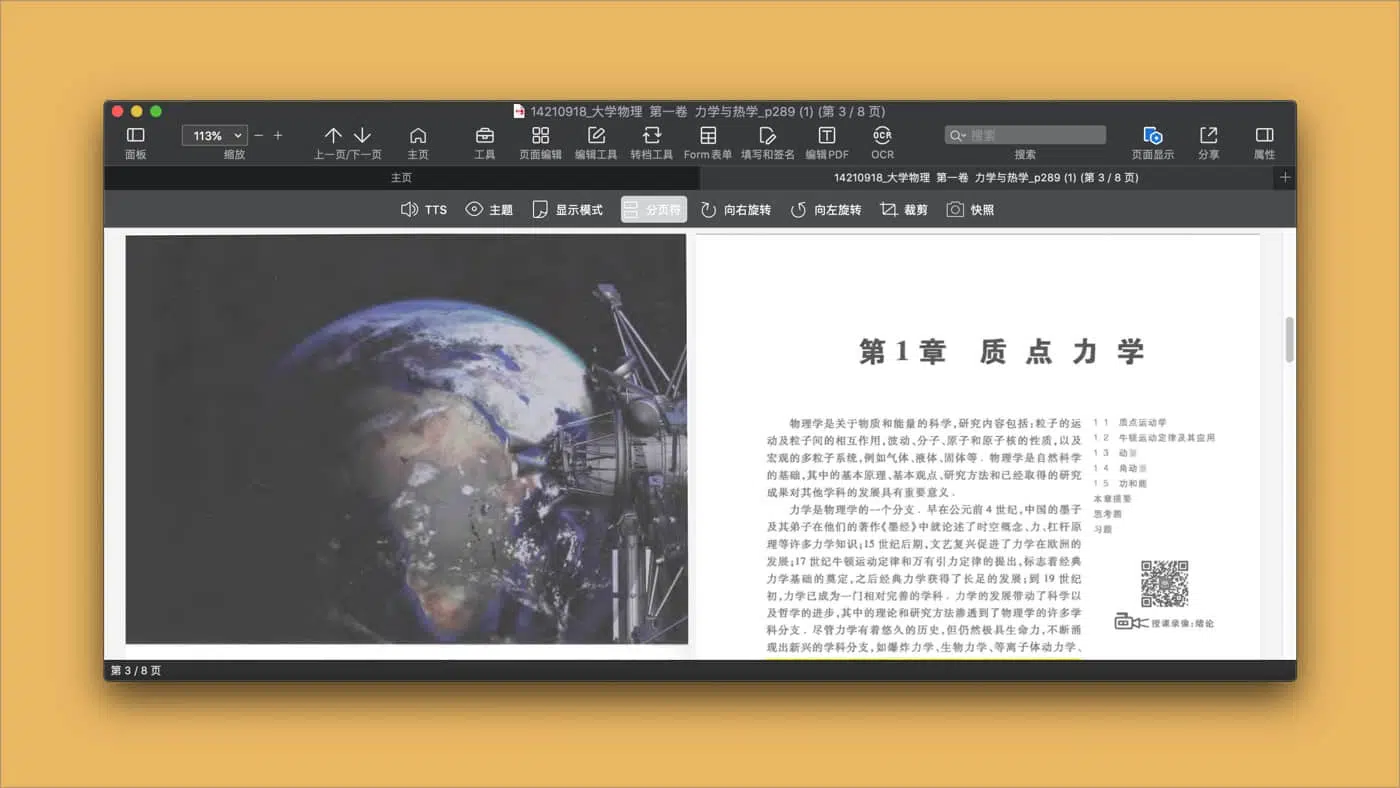 14210918_大学物理 第一卷 力学与热学_p289 (1) (第 3 / 8 页)
113%
搜索
面板
缩放
上一页/下一页
主页
工具
页面编辑
编辑工具
转档工具
Form表单
填写和签名
编辑PDF
OCR
OCR
搜索
页面显示
分享
属性
主页
14210918_大学物理 第一卷 力学与热学_p289 (1) (第 3 / 8 页)
TTS
主题
显示模式
分页符
向右旋转
向左旋转
裁剪
快照
第1章 质点力学
物理学是关于物质和能量的科学,研究内容包括:粒子的运
动及粒子间的相互作用,波动、分子、原子和原子核的性质,以及
宏观的多粒子系统,例如气体、液体、固体等．物理学是自然科学
的基础,其中的基本原理、基本观点、研究方法和已经取得的研究
成果对其他学科的发展具有重要意义．
力学是物理学的一个分支．早在公元前 4 世纪,中国的墨子
及其弟子在他们的著作《墨经》中就论述了时空概念、力、杠杆原
理等许多力学知识;15 世纪后期,文艺复兴促进了力学在欧洲的
发展;17 世纪牛顿运动定律和万有引力定律的提出,标志着经典
力学基础的奠定,之后经典力学获得了长足的发展;到 19 世纪
初,力学已成为一门相对完善的学科．力学的发展带动了科学以
及哲学的进步,其中的理论和研究方法渗透到了物理学的许多学
科分支．尽管力学有着悠久的历史,但仍然极具生命力,不断涌
现出新兴的学科分支,如爆炸力学、生物力学、等离子体动力学、
1 1 质点运动学
1 2 牛顿运动定律及其应用
1 3 动量
1 4 角动量
1 5 功和能
本章提要
思考题
习题
授课录像:绪论
第 3 / 8 页